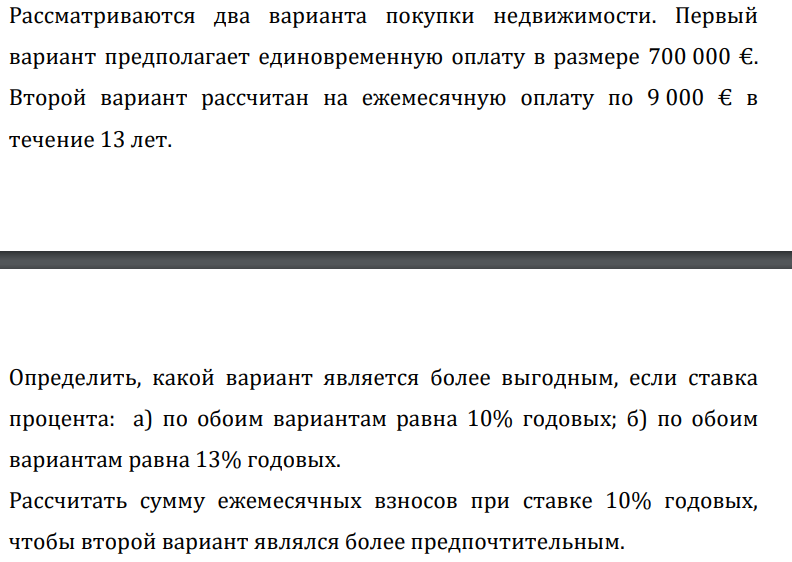 Рассматриваются два варианта покупки недвижимости. Первый
вариант предполагает единовременную оплату в размере 700 000 €.
Второй вариант рассчитан на ежемесячную оплату по 9 000 € в
течение 13 лет.
Определить, какой вариант является более выгодным, если ставка
процента: а) по обоим вариантам равна 10% годовых; б) по обоим
вариантам равна 13% годовых.
Рассчитать сумму ежемесячных взносов при ставке 10% годовых,
чтобы второй вариант являлся более предпочтительным.